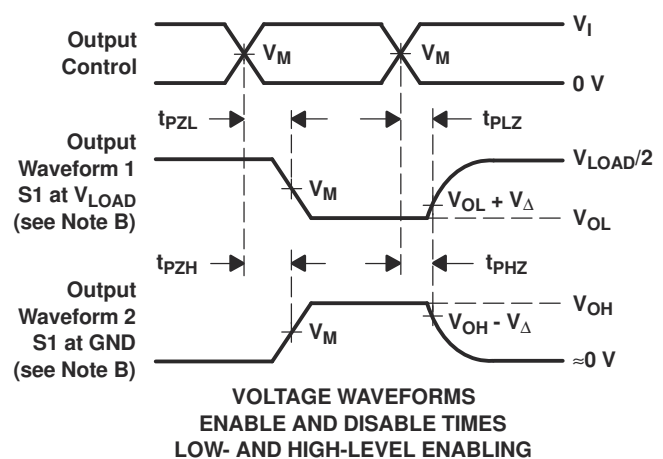 Output
Control
V_M
V_M
V_I
0 V
t_PZL
t_PLZ
Output
Waveform 1
S1 at V_LOAD
(see Note B)
V_M
V_OL + V_Δ
V_LOAD/2
V_OL
t_PZH
t_PHZ
Output
Waveform 2
S1 at GND
(see Note B)
V_M
V_OH - V_Δ
V_OH
≈0 V
VOLTAGE WAVEFORMS
ENABLE AND DISABLE TIMES
LOW- AND HIGH-LEVEL ENABLING